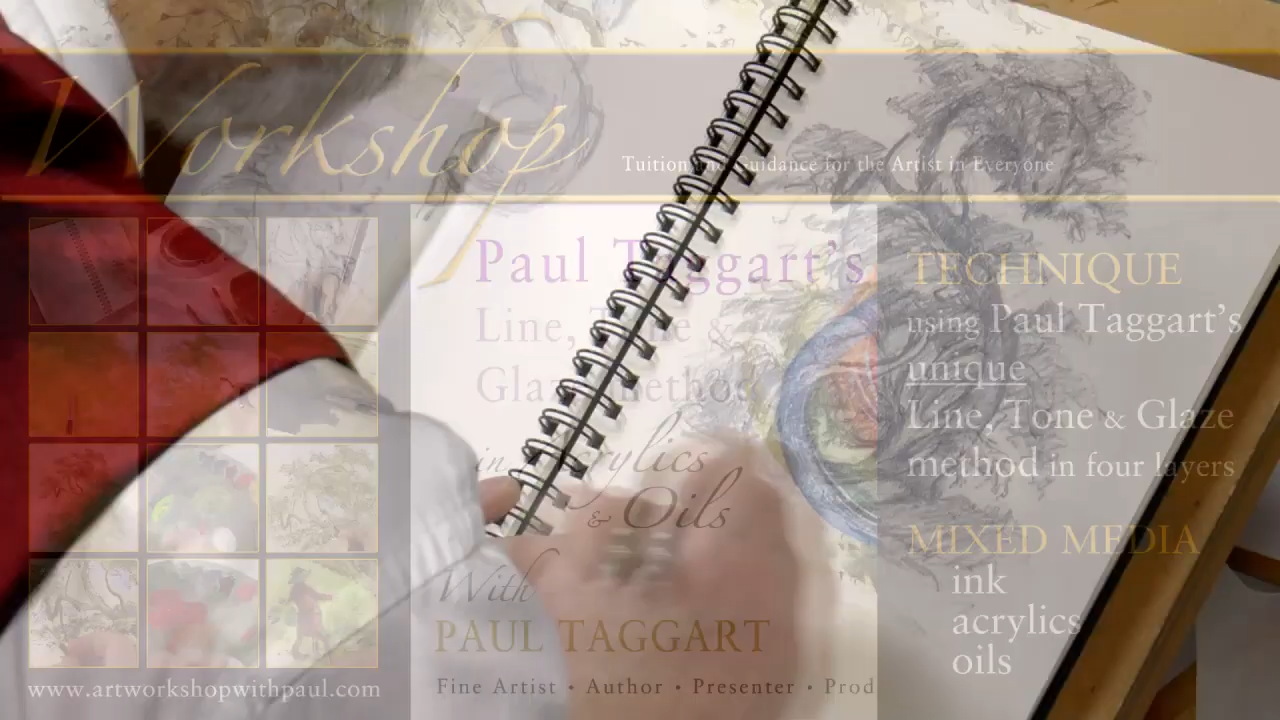 Workshop
Tuition and Guidance for the Artist in Everyone
Paul Taggart's
Line, Tone &
Glaze method
in Acrylics
& Oils
With
PAUL TAGGART
Fine Artist • Author • Presenter • Prod
www.artworkshopwithpaul.com
TECHNIQUE
using Paul Taggart's
unique
Line, Tone & Glaze
method in four layers
MIXED MEDIA
ink
acrylics
oils